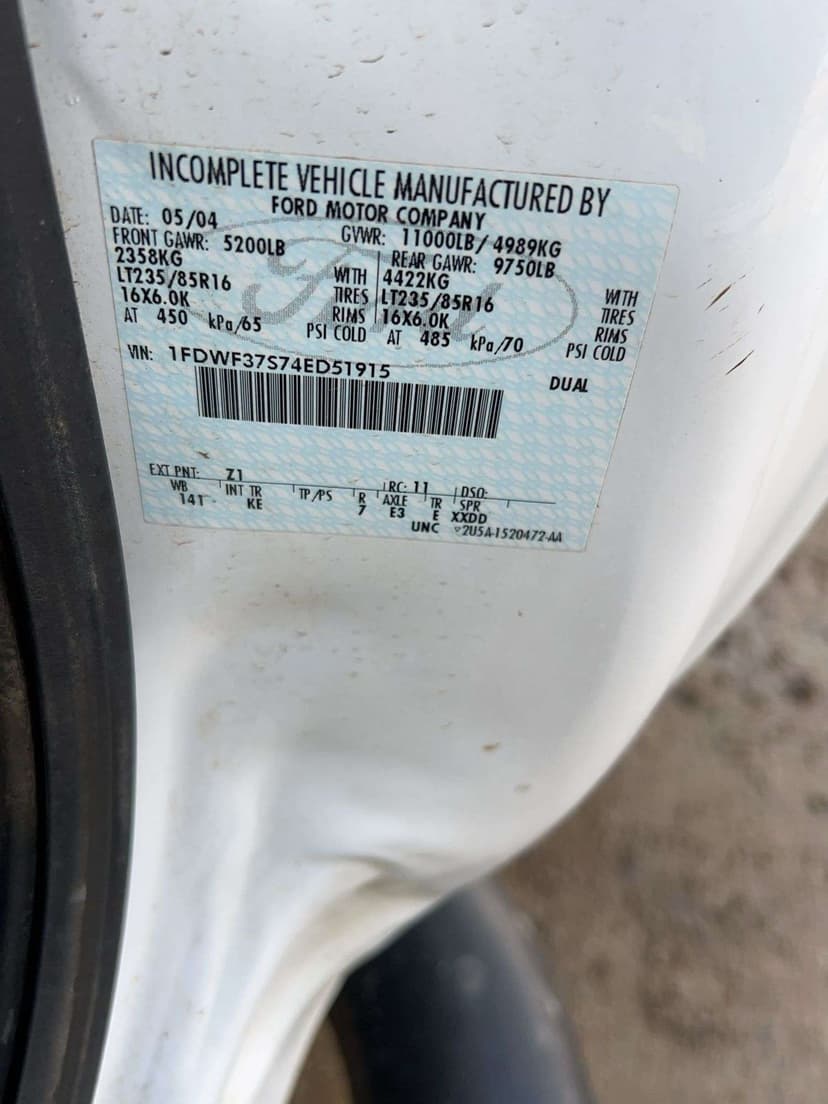 INCOMPLETE VEHICLE MANUFACTURED BY
FORD MOTOR COMPANY
DATE: 05/04 GVWR: 11000LB/ 4989KG
FRONT GAWR: 5200LB REAR GAWR: 9750LB
2358KG WITH 4422KG WITH
LT235/85R16 TIRES LT235/85R16 TIRES
16X6.0K RIMS 16X6.0K RIMS
AT 450 kPa/65 PSI COLD AT 485 kPa/70 PSI COLD
VIN: 1FDWF37S74ED51915 DUAL
EXT PNT: Z1 RC: 11 DSO:
WB INT TR TP/PS R AXLE TR SPR
141 KE 7 E3 E XXDD
UNC 2U5A-1520472-AA
Ford